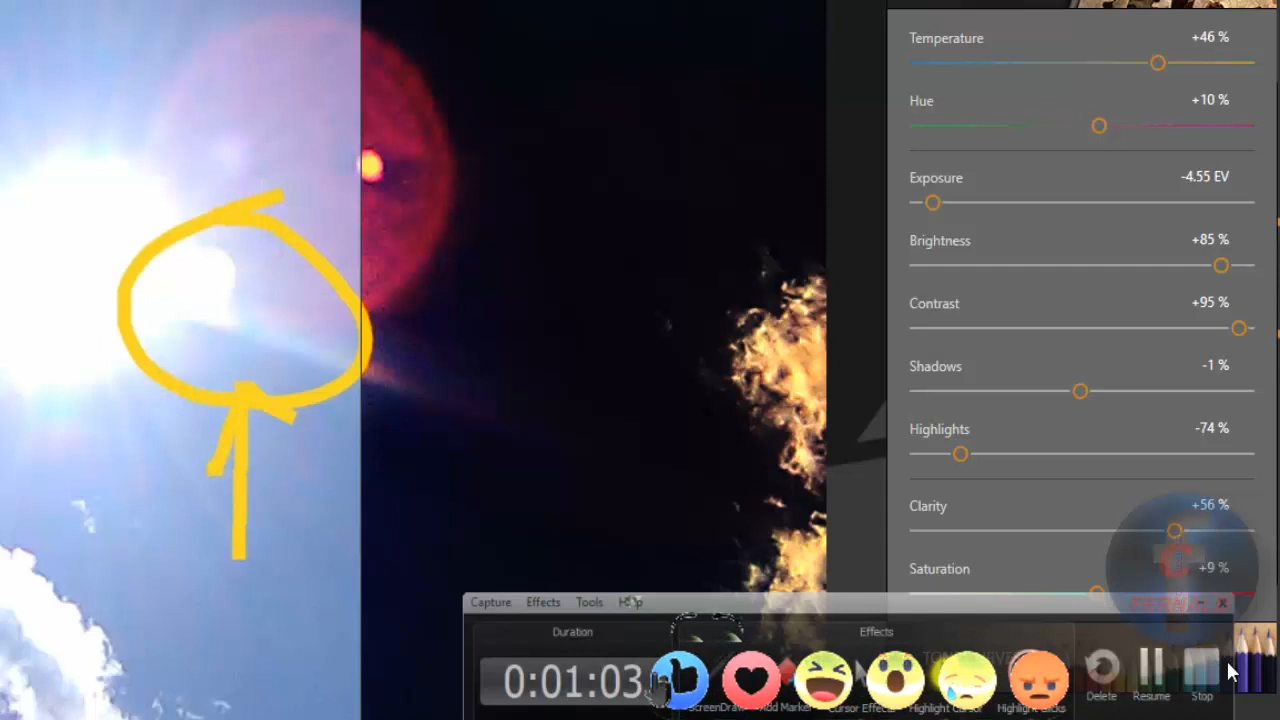 Temperature +46 %
Hue +10 %
Exposure -4.55 EV
Brightness +85 %
Contrast +95 %
Shadows -1 %
Highlights -74 %
Clarity +56 %
Saturation +9 %
Capture Effects Tools Help
Duration Effects
0:01:03
ScreenDraw Add Marker Cursor Effects Highlight Cursor Highlight Clicks Delete Resume Stop